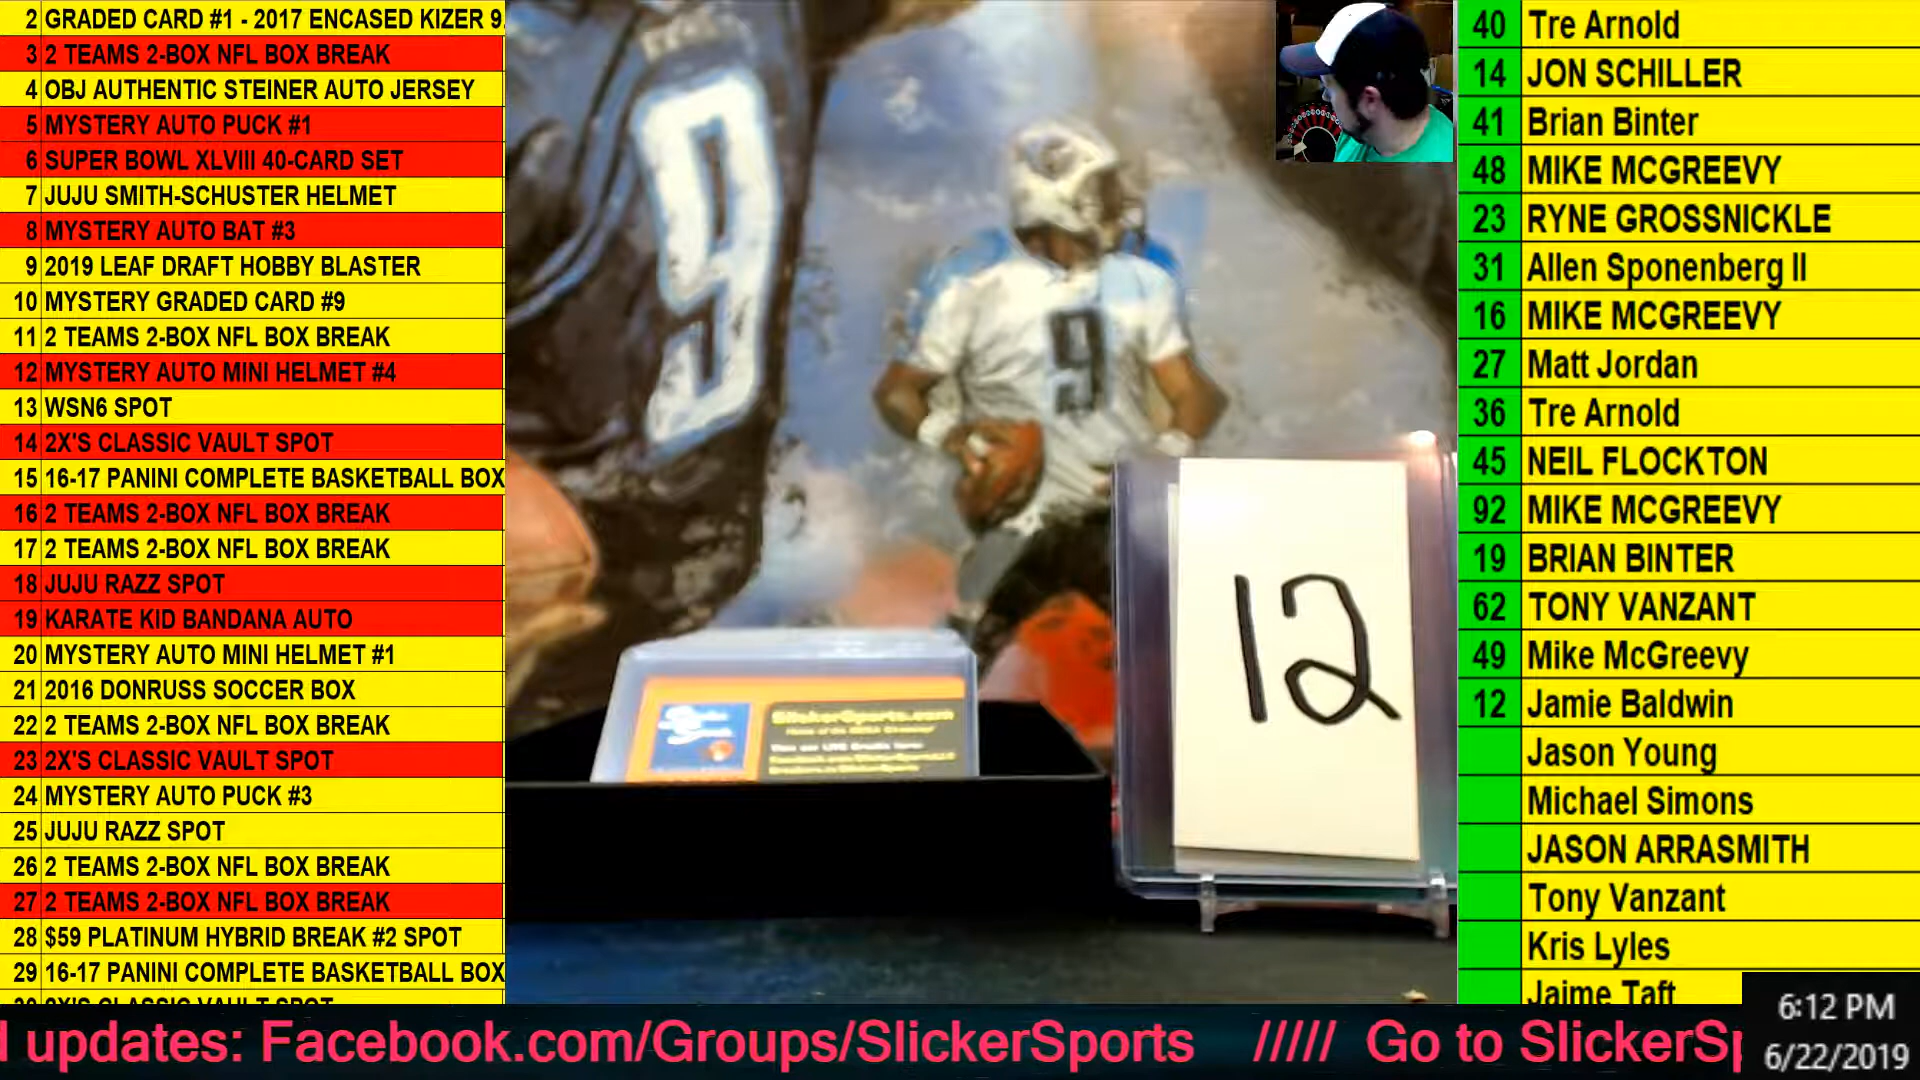 2 GRADED CARD #1 - 2017 ENCASED KIZER 9.
3 2 TEAMS 2-BOX NFL BOX BREAK
4 OBJ AUTHENTIC STEINER AUTO JERSEY
5 MYSTERY AUTO PUCK #1
6 SUPER BOWL XLVIII 40-CARD SET
7 JUJU SMITH-SCHUSTER HELMET
8 MYSTERY AUTO BAT #3
9 2019 LEAF DRAFT HOBBY BLASTER
10 MYSTERY GRADED CARD #9
11 2 TEAMS 2-BOX NFL BOX BREAK
12 MYSTERY AUTO MINI HELMET #4
13 WSN6 SPOT
14 2X'S CLASSIC VAULT SPOT
15 16-17 PANINI COMPLETE BASKETBALL BOX
16 2 TEAMS 2-BOX NFL BOX BREAK
17 2 TEAMS 2-BOX NFL BOX BREAK
18 JUJU RAZZ SPOT
19 KARATE KID BANDANA AUTO
20 MYSTERY AUTO MINI HELMET #1
21 2016 DONRUSS SOCCER BOX
22 2 TEAMS 2-BOX NFL BOX BREAK
23 2X'S CLASSIC VAULT SPOT
24 MYSTERY AUTO PUCK #3
25 JUJU RAZZ SPOT
26 2 TEAMS 2-BOX NFL BOX BREAK
27 2 TEAMS 2-BOX NFL BOX BREAK
28 $59 PLATINUM HYBRID BREAK #2 SPOT
29 16-17 PANINI COMPLETE BASKETBALL BOX
30 2X'S CLASSIC VAULT SPOT
9
9
SlickerSports.com
12
40 Tre Arnold
14 JON SCHILLER
41 Brian Binter
48 MIKE MCGREEVY
23 RYNE GROSSNICKLE
31 Allen Sponenberg II
16 MIKE MCGREEVY
27 Matt Jordan
36 Tre Arnold
45 NEIL FLOCKTON
92 MIKE MCGREEVY
19 BRIAN BINTER
62 TONY VANZANT
49 Mike McGreevy
12 Jamie Baldwin
Jason Young
Michael Simons
JASON ARRASMITH
Tony Vanzant
Kris Lyles
Jaime Taft
d updates: Facebook.com/Groups/SlickerSports ///// Go to SlickerSp
6:12 PM
6/22/2019